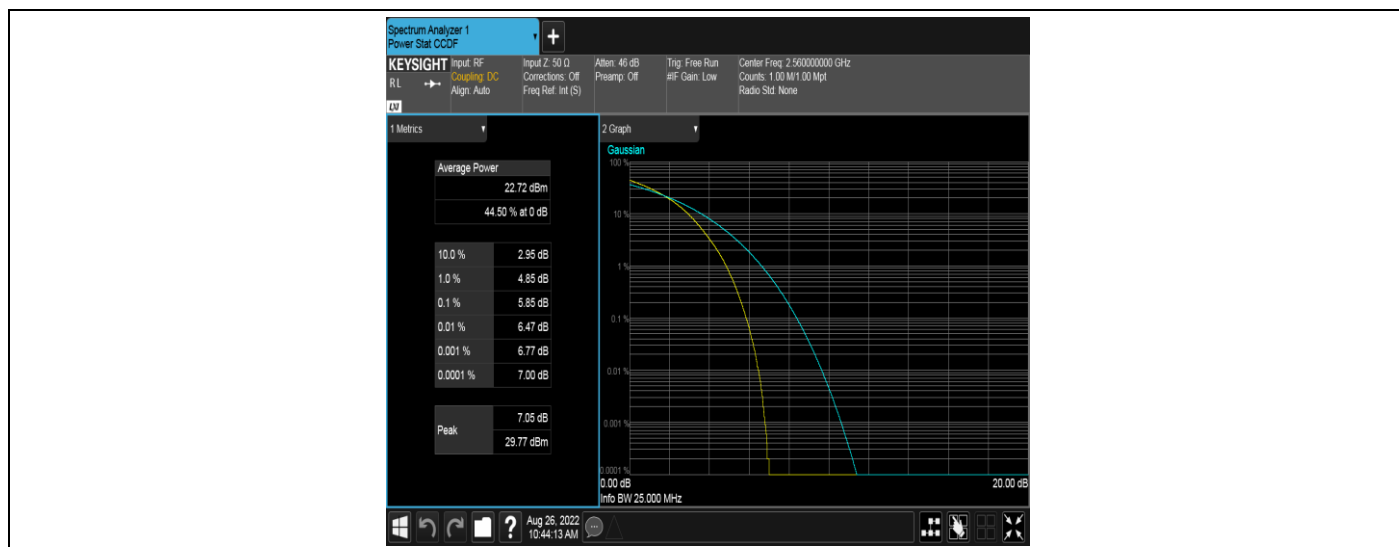 Spectrum Analyzer 1
Power Stat CCDF
+
KEYSIGHT
RL
LXI
Input: RF
Coupling: DC
Align: Auto
Input Z: 50 Ω
Corrections: Off
Freq Ref: Int (S)
Atten: 46 dB
Preamp: Off
Trig: Free Run
#IF Gain: Low
Center Freq: 2.560000000 GHz
Counts: 1.00 M/1.00 Mpt
Radio Std: None
1 Metrics
Average Power
22.72 dBm
44.50 % at 0 dB
10.0 % 2.95 dB
1.0 % 4.85 dB
0.1 % 5.85 dB
0.01 % 6.47 dB
0.001 % 6.77 dB
0.0001 % 7.00 dB
Peak
7.05 dB
29.77 dBm
2 Graph
Gaussian
100 %
10 %
1 %
0.1 %
0.01 %
0.001 %
0.0001 %
0.00 dB 20.00 dB
Info BW 25.000 MHz
?
Aug 26, 2022
10:44:13 AM